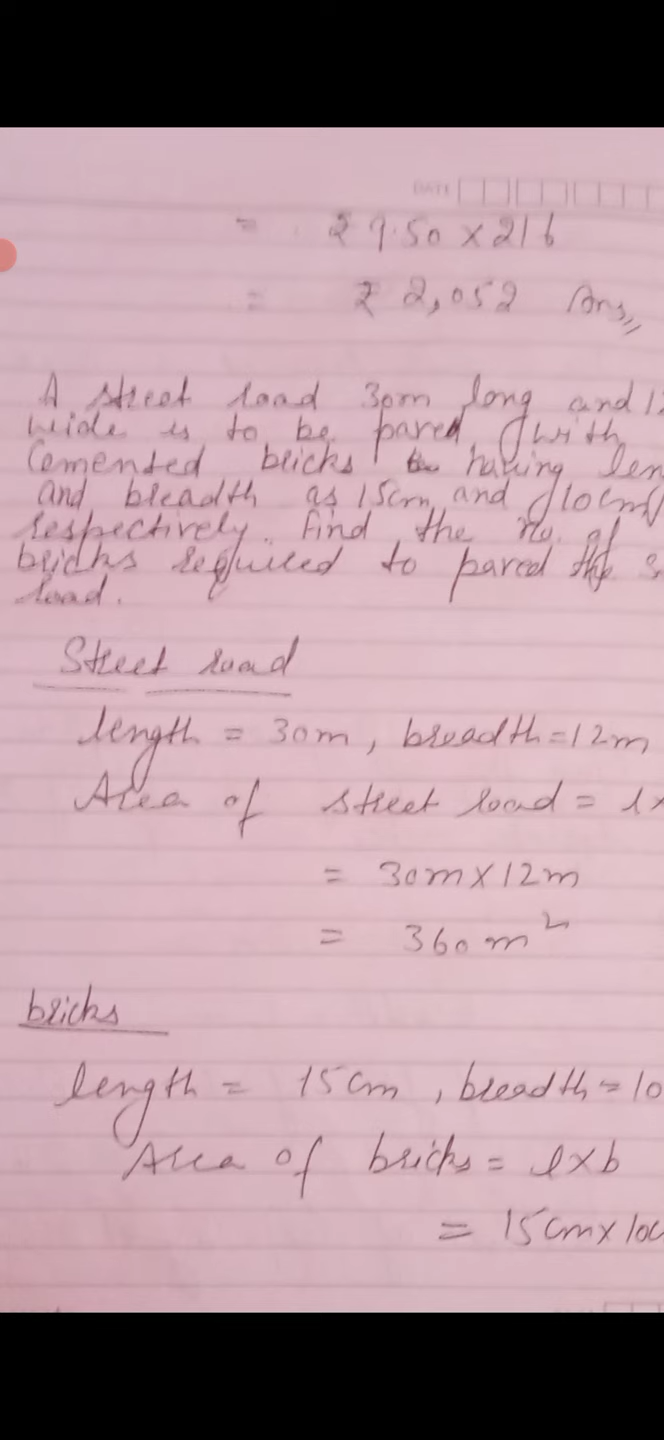 DATE
= ₹ 9.50 x 216
= ₹ 2,052 Ans
A street road 30m long and 1
wide is to be pared with
Cemented bricks having len
and breadth as 15cm and 10cm
respectively. Find the no. of
bricks required to pared the s
road.
Street road
length = 30m, breadth = 12m
Area of street road = l x
= 30m x 12m
= 360 m²
bricks
length = 15cm, breadth = 10
Area of bricks = l x b
= 15cm x 10c